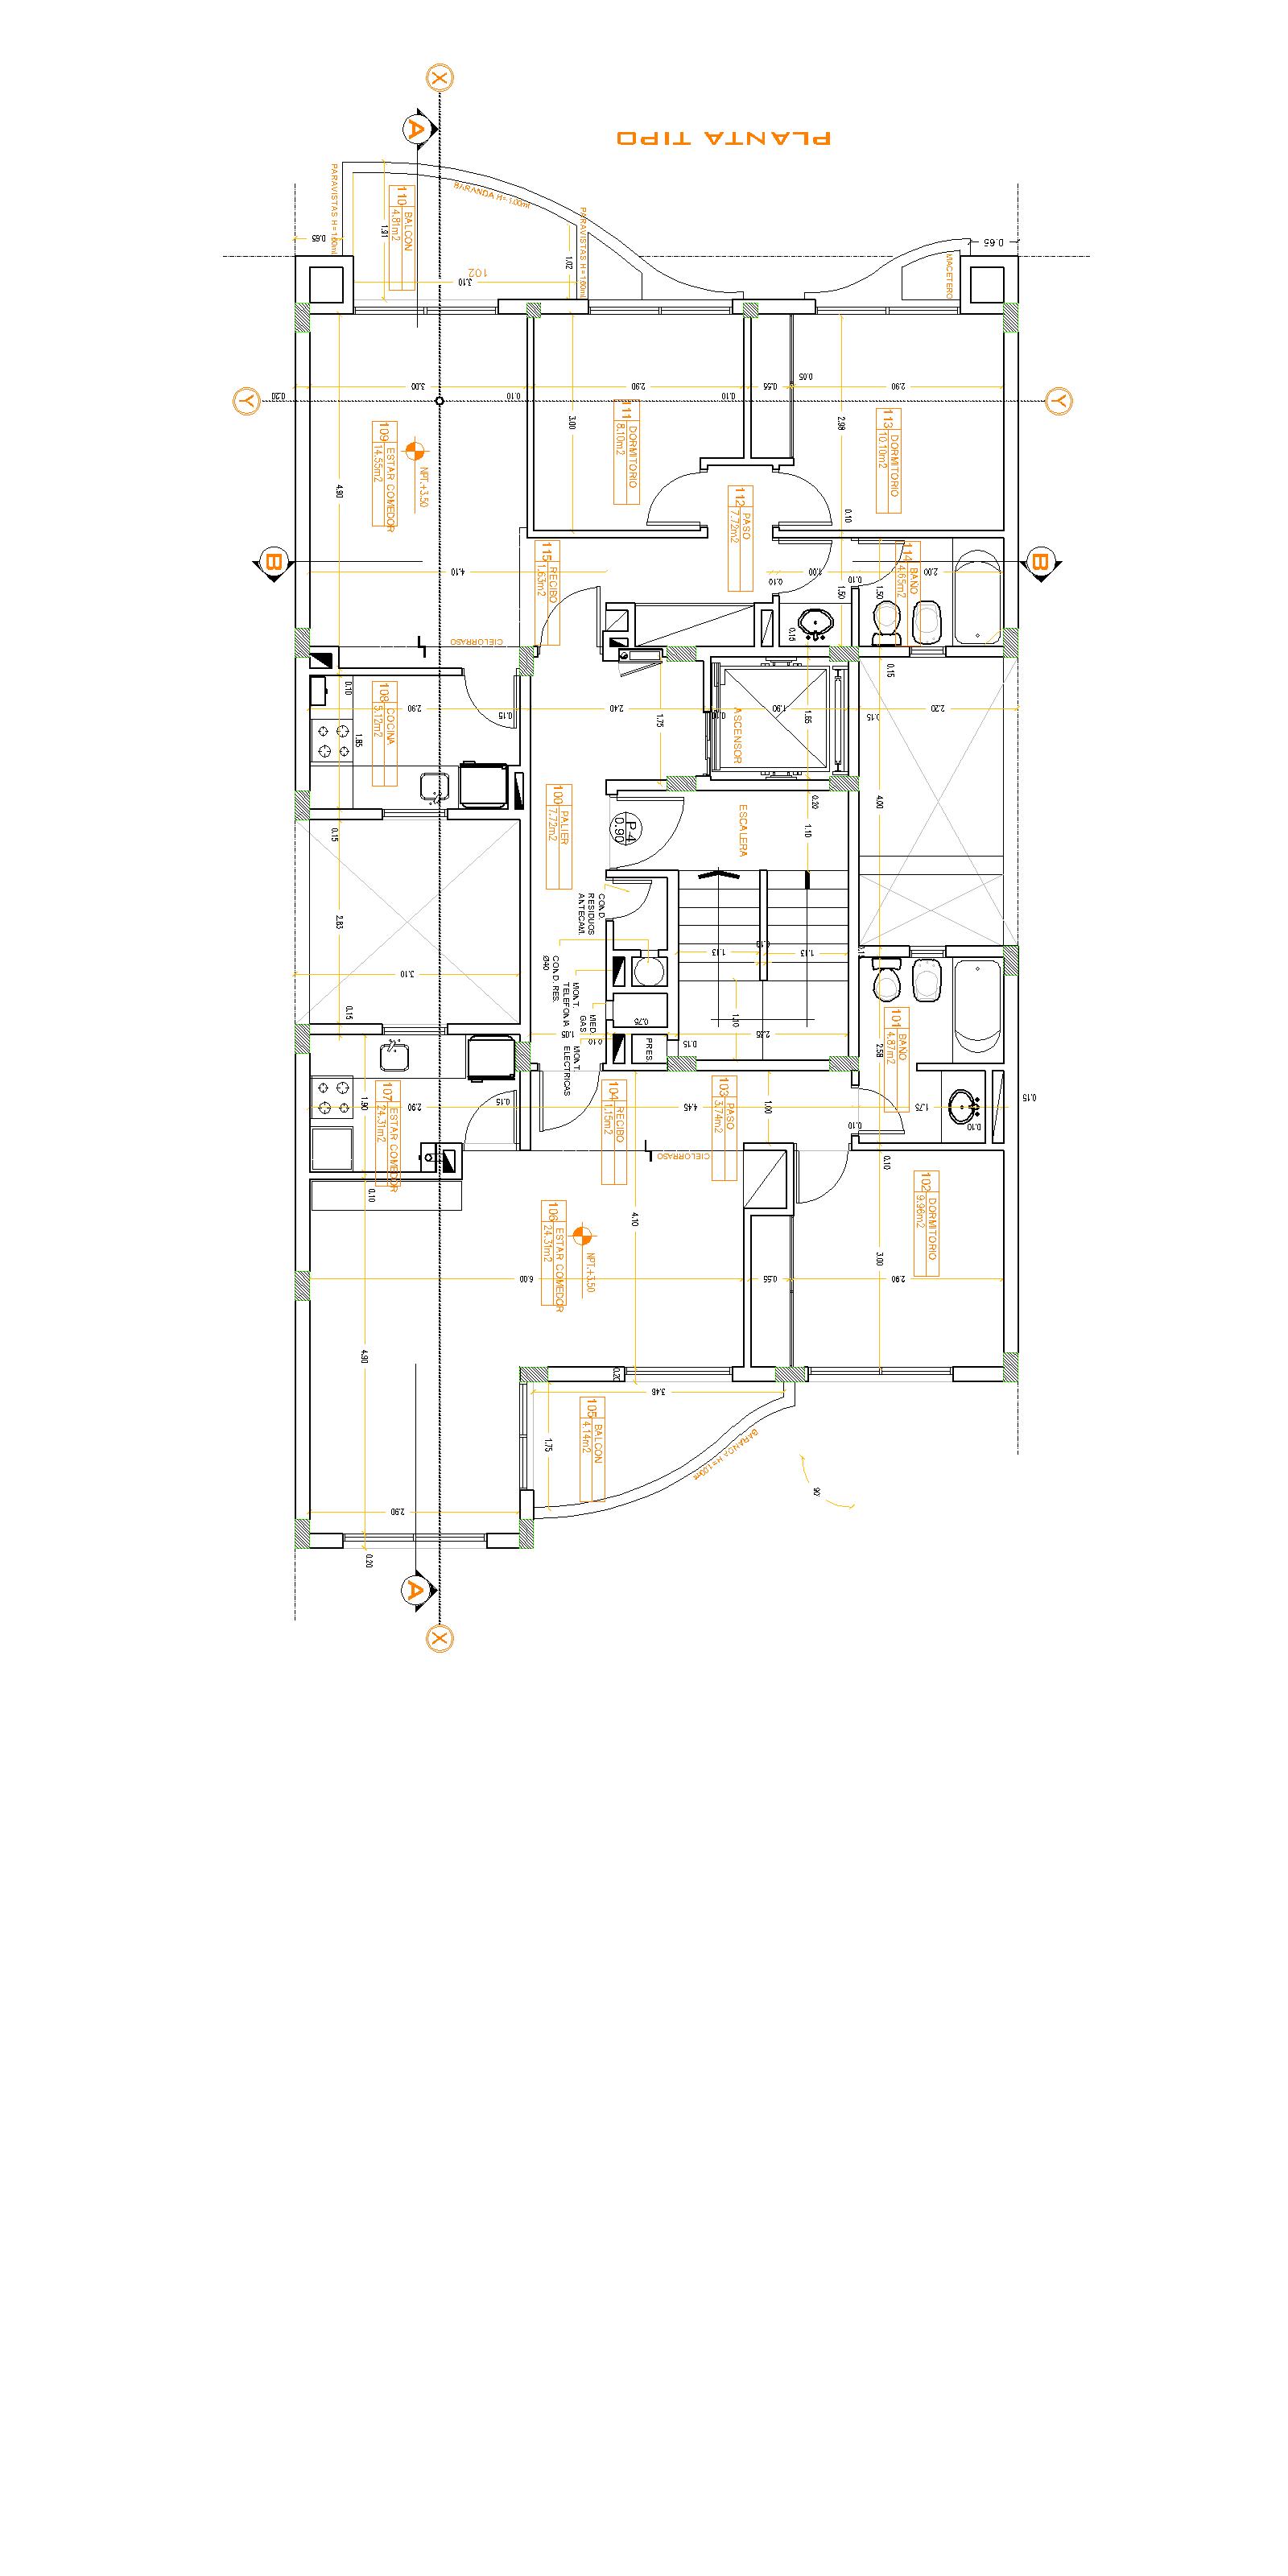 X
A
PLANTA TIPO
110
BALCON
4.81m2
PARAVISTAS H=1.60ml
BARANDA H=1.00ml
PARAVISTAS H=1.60ml
MACETERO
0.65
0.65
1.91
1.02
102
3.10
Y
Y
0.20
3.00
0.10
2.90
0.10
0.55
0.05
2.90
109
ESTAR COMEDOR
14.55m2
NPT.+3.50
111
DORMITORIO
8.10m2
3.00
113
DORMITORIO
10.10m2
2.98
4.90
112
PASO
7.72m2
0.10
B
B
4.10
115
RECIBO
1.63m2
114
BAÑO
4.65m2
0.10
1.00
0.10
2.00
1.50
1.50
0.15
CIELORRASO
108
COCINA
5.12m2
0.10
2.90
0.15
1.85
2.40
1.75
ASCENSOR
1.90
1.65
0.15
0.15
2.20
100
PALIER
7.72m2
P4
0.90
ESCALERA
0.20
1.10
4.00
0.15
2.83
3.10
0.15
COND.
RESIDUOS
ANTECAM.
COND. RES.
Ø40
MONT.
TELEFONIA
MED.
GAS
MONT.
ELECTRICAS
1.05
0.10
0.75
PRES.
0.15
1.13
1.13
1.10
2.35
101
BAÑO
4.87m2
2.58
107
ESTAR COMEDOR
24.31m2
1.90
2.90
0.15
104
RECIBO
1.15m2
4.45
103
PASO
3.74m2
1.00
0.10
1.75
0.10
0.15
CIELORRASO
0.10
0.10
102
DORMITORIO
9.96m2
106
ESTAR COMEDOR
24.31m2
NPT.+3.50
4.10
3.00
6.00
0.55
2.90
4.90
0.20
3.48
105
BALCON
4.14m2
1.75
BARANDA H=1.00ml
90°
2.90
0.20
A
X